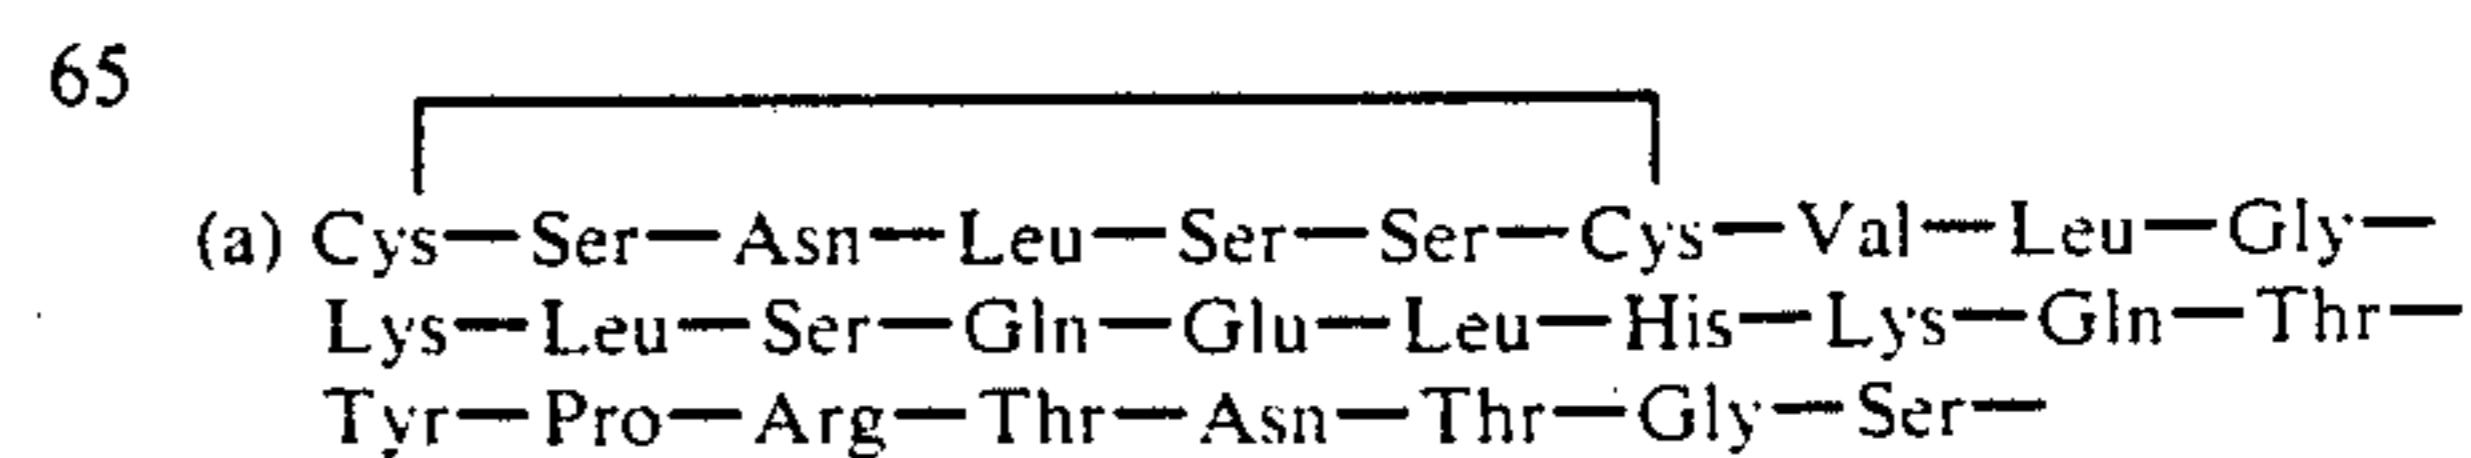 65
(a) Cys—Ser—Asn—Leu—Ser—Ser—Cys—Val—Leu—Gly—
Lys—Leu—Ser—Gln—Glu—Leu—His—Lys—Gln—Thr—
Tyr—Pro—Arg—Thr—Asn—Thr—Gly—Ser—